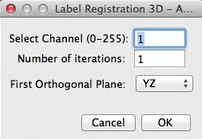 Label Registration 3D – A...
Select Channel (0-255): 1
Number of iterations: 1
First Orthogonal Plane: YZ
Cancel OK